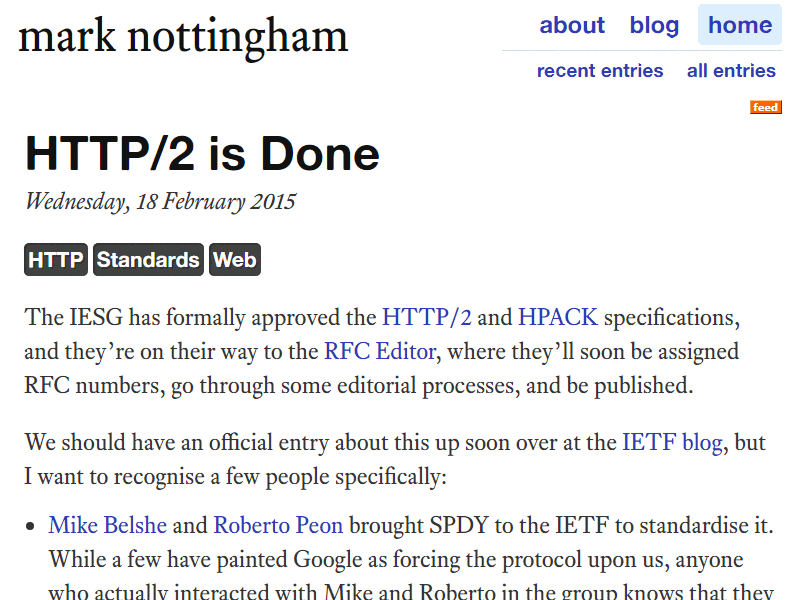 mark nottingham
about blog home
recent entries all entries
feed
HTTP/2 is Done
Wednesday, 18 February 2015
HTTP Standards Web
The IESG has formally approved the HTTP/2 and HPACK specifications,
and they’re on their way to the RFC Editor, where they’ll soon be assigned
RFC numbers, go through some editorial processes, and be published.
We should have an official entry about this up soon over at the IETF blog, but
I want to recognise a few people specifically:
• Mike Belshe and Roberto Peon brought SPDY to the IETF to standardise it.
While a few have painted Google as forcing the protocol upon us, anyone
who actually interacted with Mike and Roberto in the group knows that they